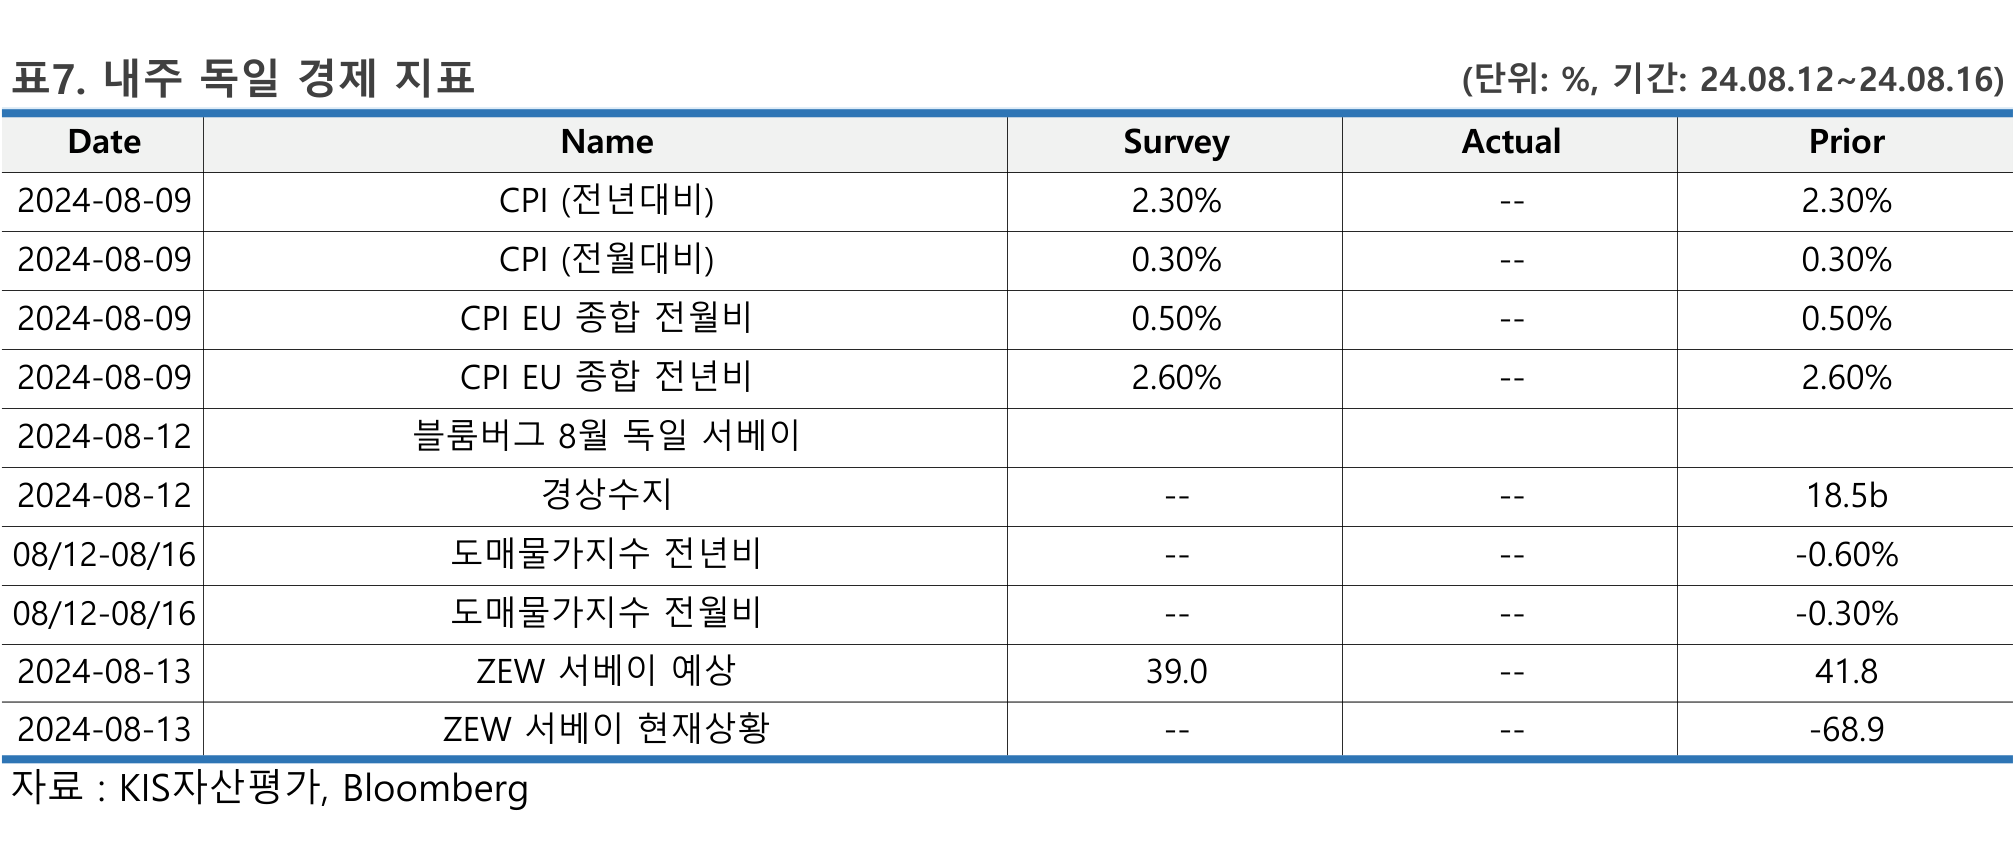 표7. 내주 독일 경제 지표 (단위: %, 기간: 24.08.12~24.08.16)
Date Name Survey Actual Prior
2024-08-09 CPI (전년대비) 2.30% -- 2.30%
2024-08-09 CPI (전월대비) 0.30% -- 0.30%
2024-08-09 CPI EU 종합 전월비 0.50% -- 0.50%
2024-08-09 CPI EU 종합 전년비 2.60% -- 2.60%
2024-08-12 블룸버그 8월 독일 서베이
2024-08-12 경상수지 -- -- 18.5b
08/12-08/16 도매물가지수 전년비 -- -- -0.60%
08/12-08/16 도매물가지수 전월비 -- -- -0.30%
2024-08-13 ZEW 서베이 예상 39.0 -- 41.8
2024-08-13 ZEW 서베이 현재상황 -- -- -68.9
자료 : KIS자산평가, Bloomberg